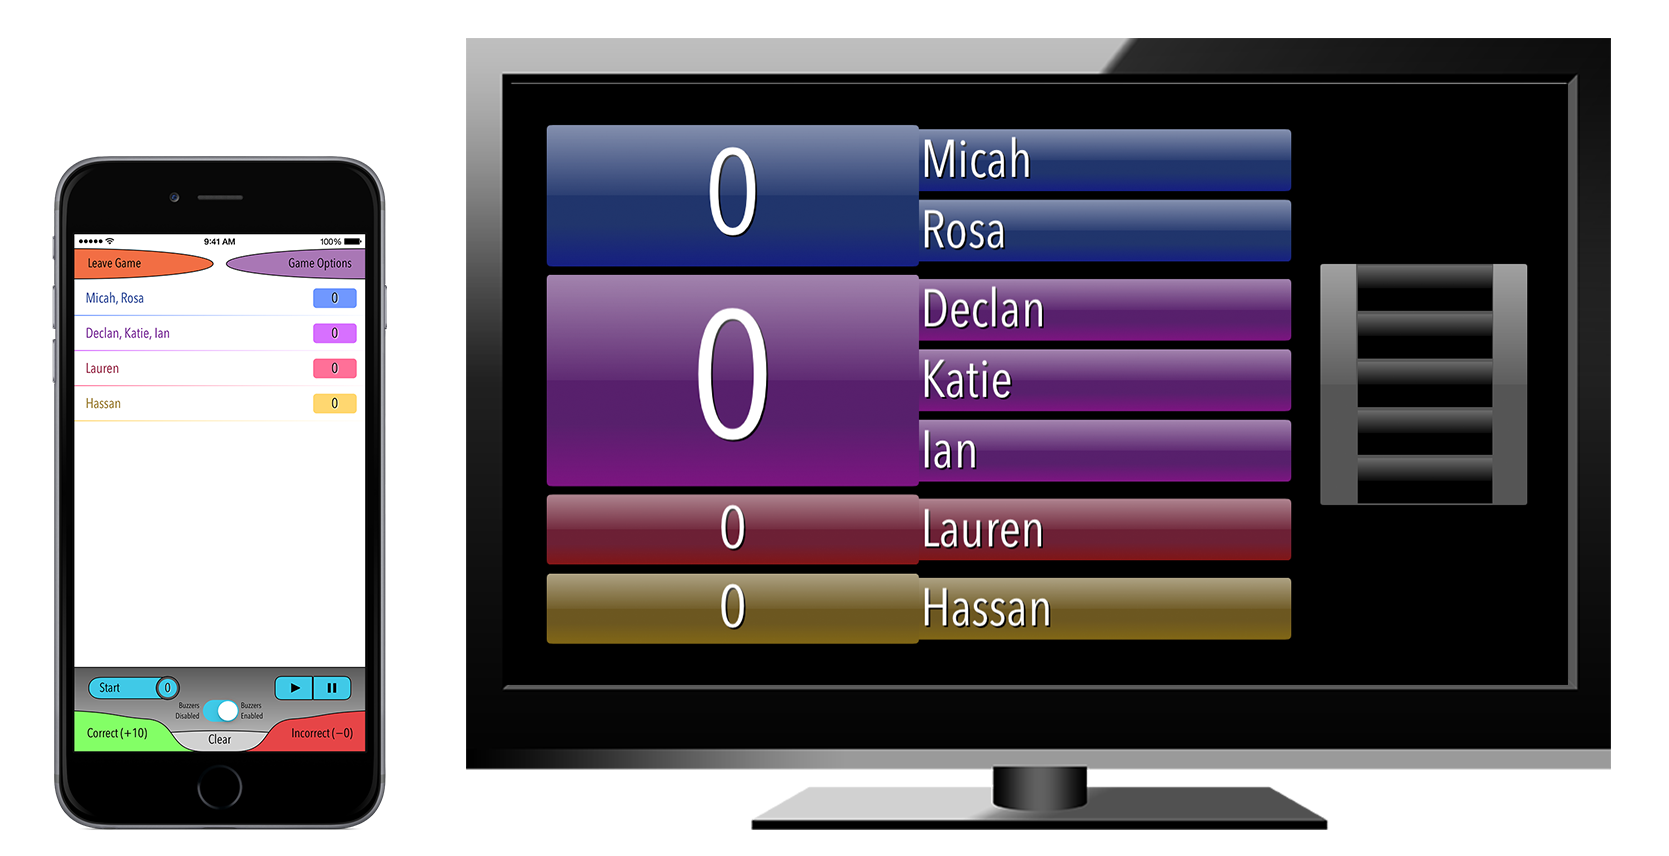 9:41 AM
100%
Leave Game
Game Options
Micah, Rosa 0
Declan, Katie, Ian 0
Lauren 0
Hassan 0
Start 0
Buzzers Disabled
Buzzers Enabled
Correct (+10)
Clear
Incorrect (−0)
0
Micah
Rosa
0
Declan
Katie
Ian
0
Lauren
0
Hassan